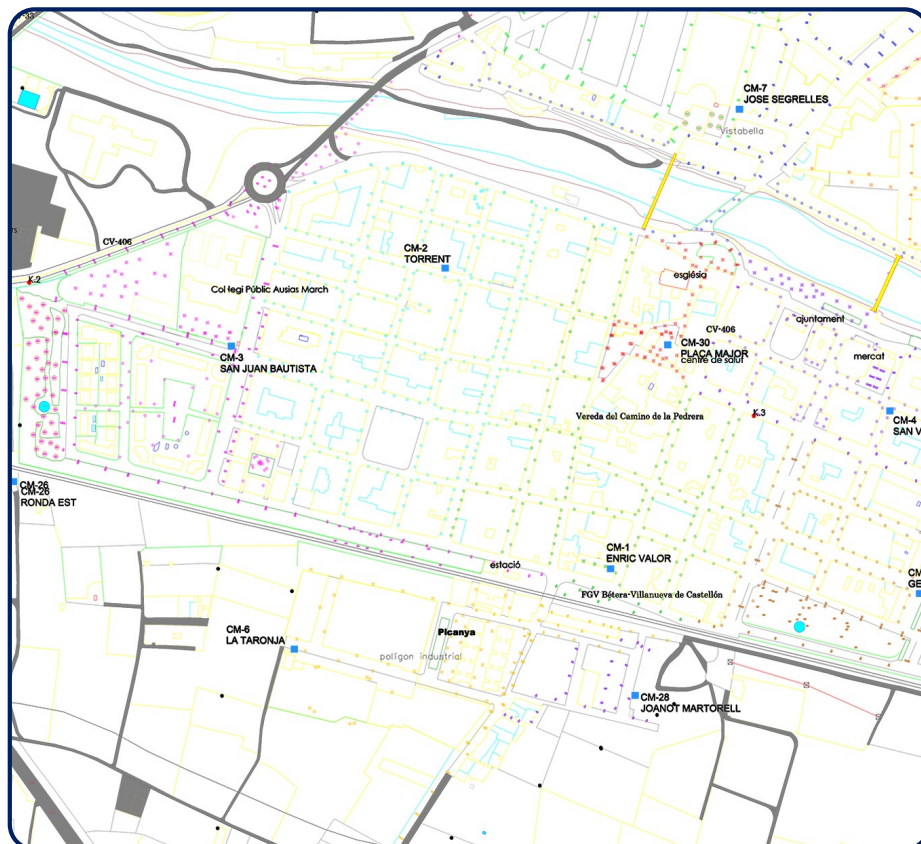 CM-7
JOSE SEGRELLES
Vistabella
CV-406
CM-2
TORRENT
església
K.2
Col·legi Públic Ausias March
ajuntament
CV-406
CM-30
PLAÇA MAJOR
centre de salut
mercat
CM-3
SAN JUAN BAUTISTA
Vereda del Camino de la Pedrera
K.3
CM-4
SAN V
CM-26
CM-26
RONDA EST
estació
CM-1
ENRIC VALOR
CM
GE
FGV Bétera-Villanueva de Castellón
CM-6
LA TARONJA
Picanya
polígon industrial
CM-28
JOANOT MARTORELL